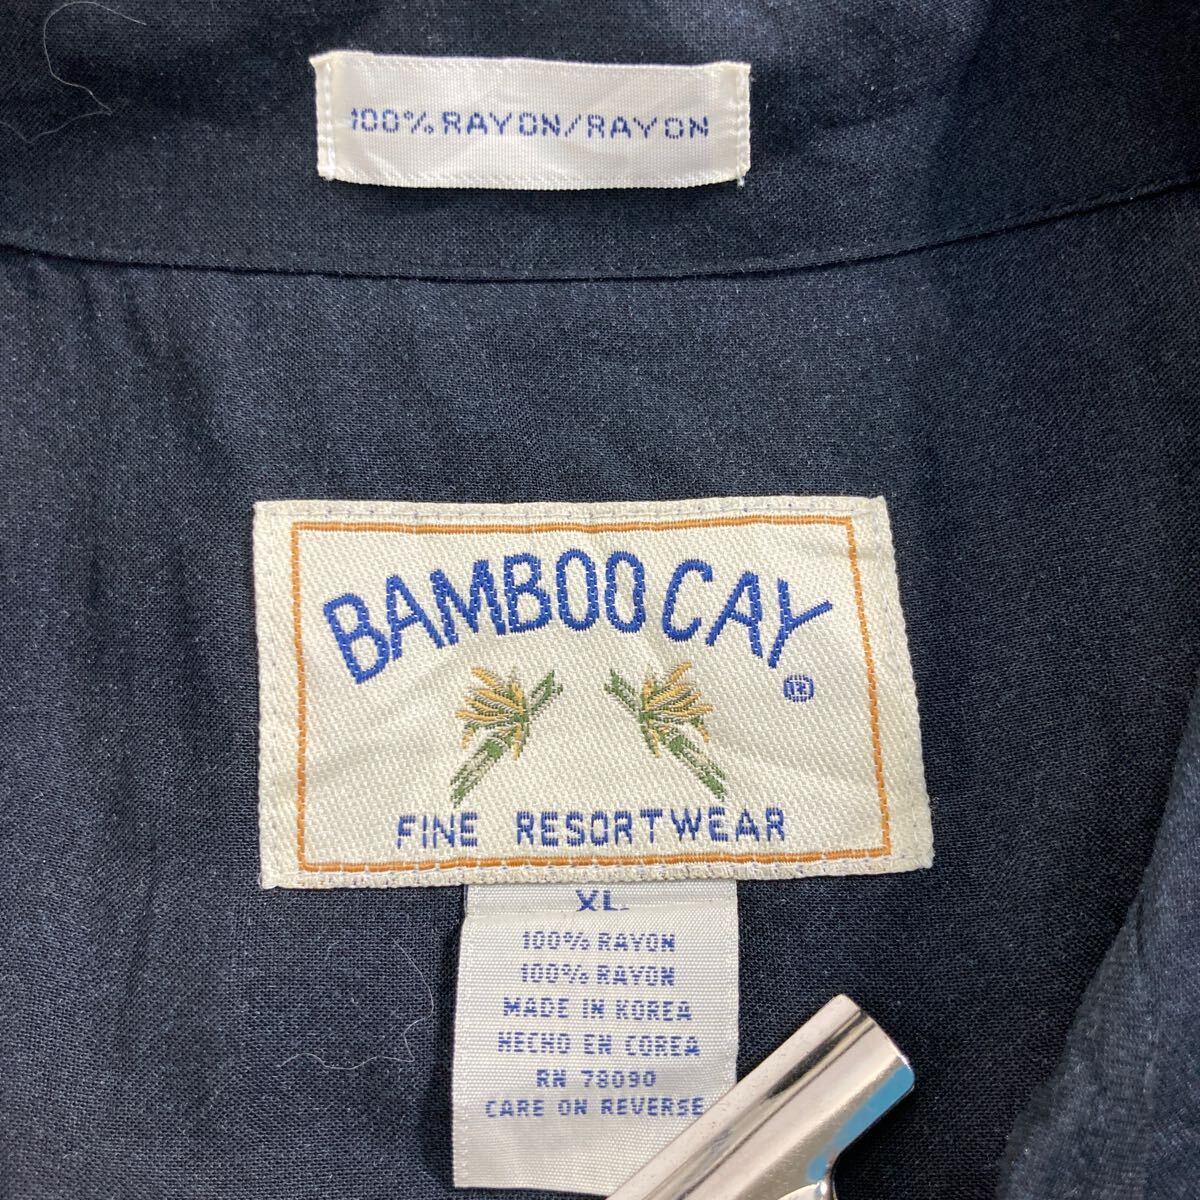 100% RAYON/RAYON
BAMBOO CAY
®
FINE RESORTWEAR
XL.
100% RAYON
100% RAYON
MADE IN KOREA
HECHO EN COREA
RN 78090
CARE ON REVERSE